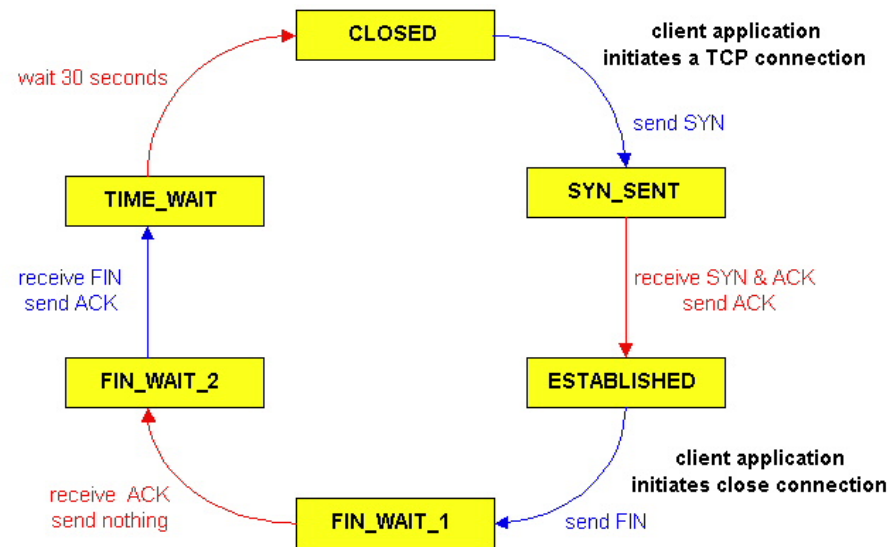 CLOSED
client application
initiates a TCP connection
wait 30 seconds
send SYN
TIME_WAIT
SYN_SENT
receive FIN
send ACK
receive SYN & ACK
send ACK
FIN_WAIT_2
ESTABLISHED
client application
initiates close connection
receive ACK
send nothing
FIN_WAIT_1
send FIN